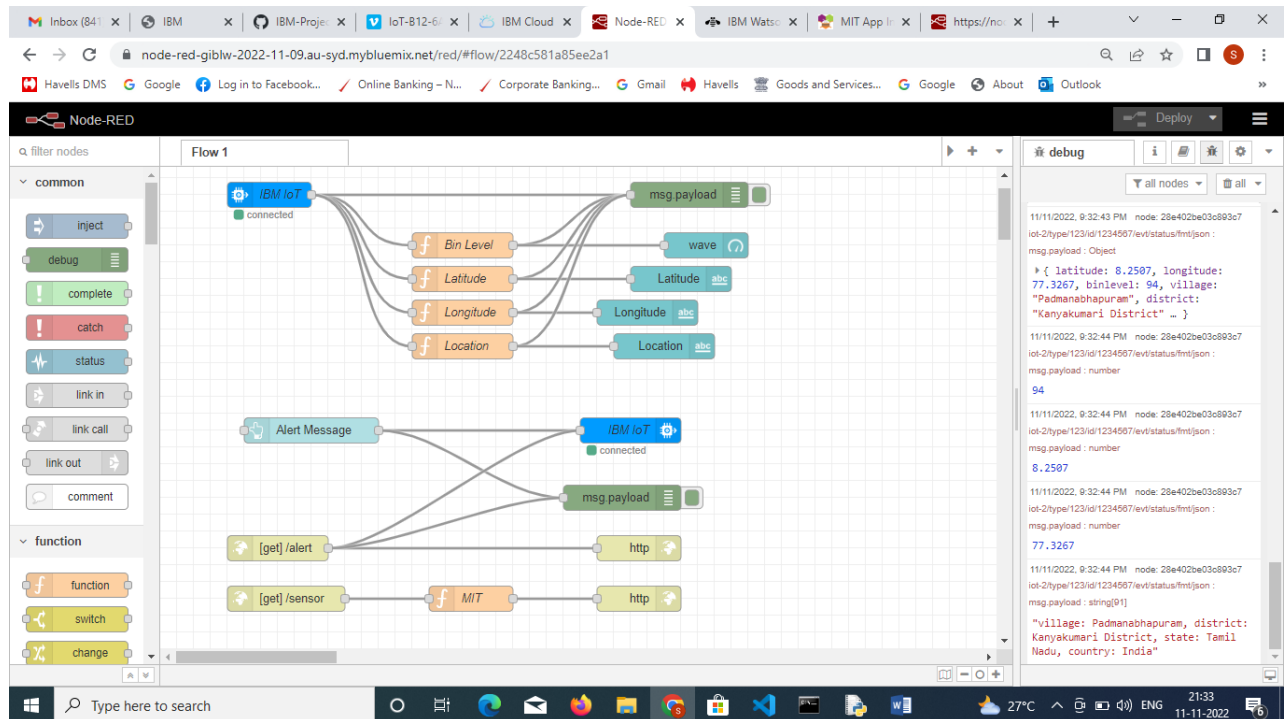 Inbox (841
IBM
IBM-Projec
IoT-B12-6
IBM Cloud
Node-RED
IBM Watso
MIT App In
https://no
node-red-giblw-2022-11-09.au-syd.mybluemix.net/red/#flow/2248c581a85ee2a1
S
Havells DMS
Google
Log in to Facebook...
Online Banking – N...
Corporate Banking...
Gmail
Havells
Goods and Services...
Google
About
Outlook
»
Node-RED
Deploy
filter nodes
Flow 1
debug
i
all nodes
all
common
inject
debug
complete
catch
status
link in
link call
link out
comment
function
function
switch
change
IBM IoT
connected
msg.payload
f Bin Level
wave
f Latitude
Latitude abc
f Longitude
Longitude abc
f Location
Location abc
Alert Message
IBM IoT
connected
msg.payload
[get] /alert
http
[get] /sensor
f MIT
http
11/11/2022, 9:32:43 PM node: 28e402be03c893c7
iot-2/type/123/id/1234567/evt/status/fmt/json :
msg.payload : Object
{ latitude: 8.2507, longitude:
77.3267, binlevel: 94, village:
"Padmanabhapuram", district:
"Kanyakumari District" … }
11/11/2022, 9:32:44 PM node: 28e402be03c893c7
iot-2/type/123/id/1234567/evt/status/fmt/json :
msg.payload : number
94
11/11/2022, 9:32:44 PM node: 28e402be03c893c7
iot-2/type/123/id/1234567/evt/status/fmt/json :
msg.payload : number
8.2507
11/11/2022, 9:32:44 PM node: 28e402be03c893c7
iot-2/type/123/id/1234567/evt/status/fmt/json :
msg.payload : number
77.3267
11/11/2022, 9:32:44 PM node: 28e402be03c893c7
iot-2/type/123/id/1234567/evt/status/fmt/json :
msg.payload : string[91]
"village: Padmanabhapuram, district:
Kanyakumari District, state: Tamil
Nadu, country: India"
Type here to search
27°C
ENG
21:33
11-11-2022
6